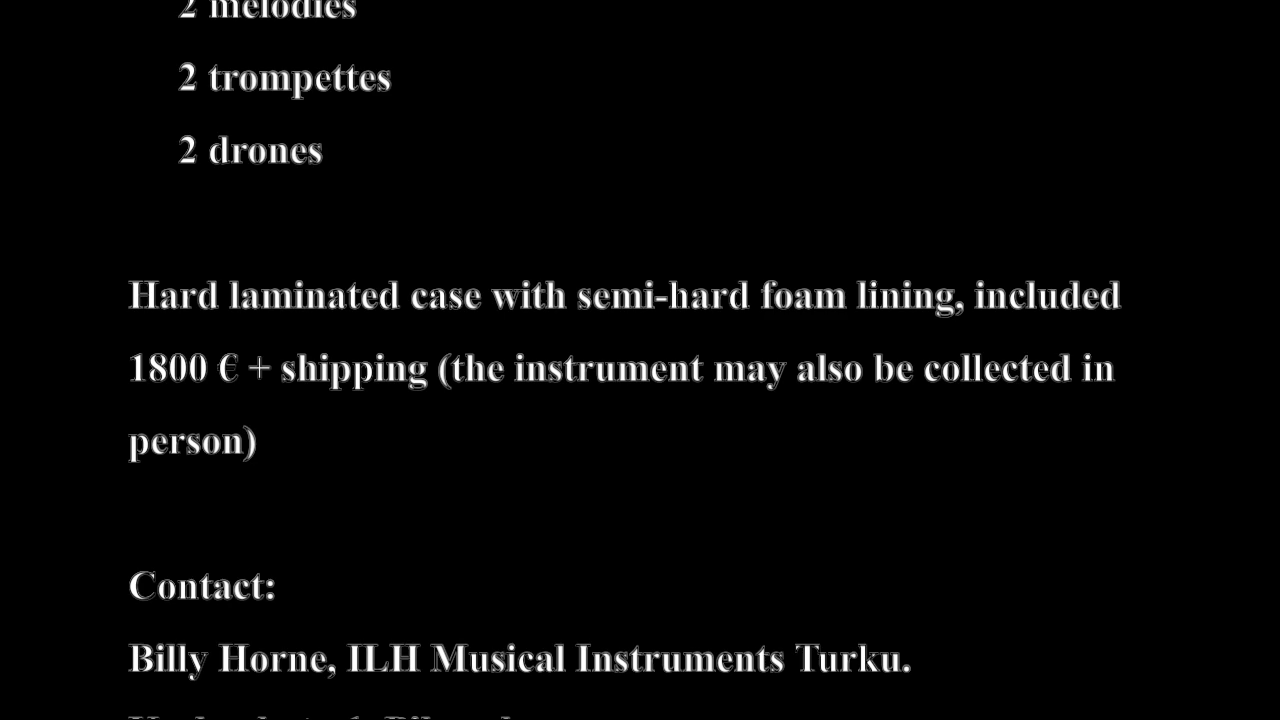 2 melodies
2 trompettes
2 drones
Hard laminated case with semi-hard foam lining, included
1800 € + shipping (the instrument may also be collected in
person)
Contact:
Billy Horne, ILH Musical Instruments Turku.